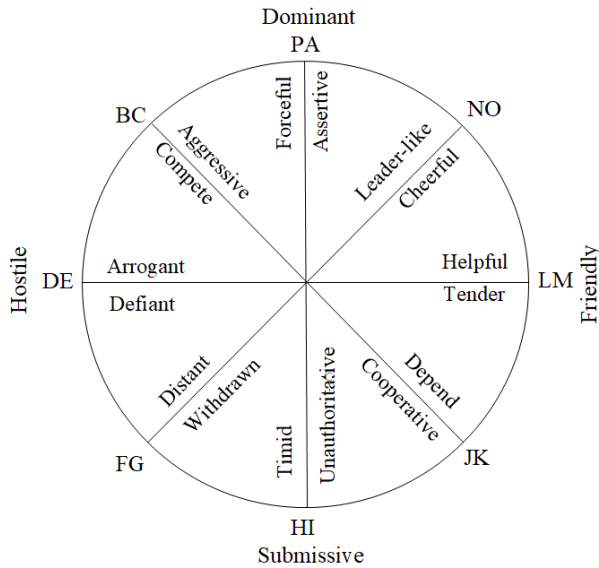 Dominant
PA
BC
NO
Forceful
Assertive
Aggressive
Compete
Leader-like
Cheerful
Hostile
DE
Arrogant
Defiant
Helpful
Tender
LM
Friendly
Distant
Withdrawn
Timid
Unauthoritative
Depend
Cooperative
FG
JK
HI
Submissive